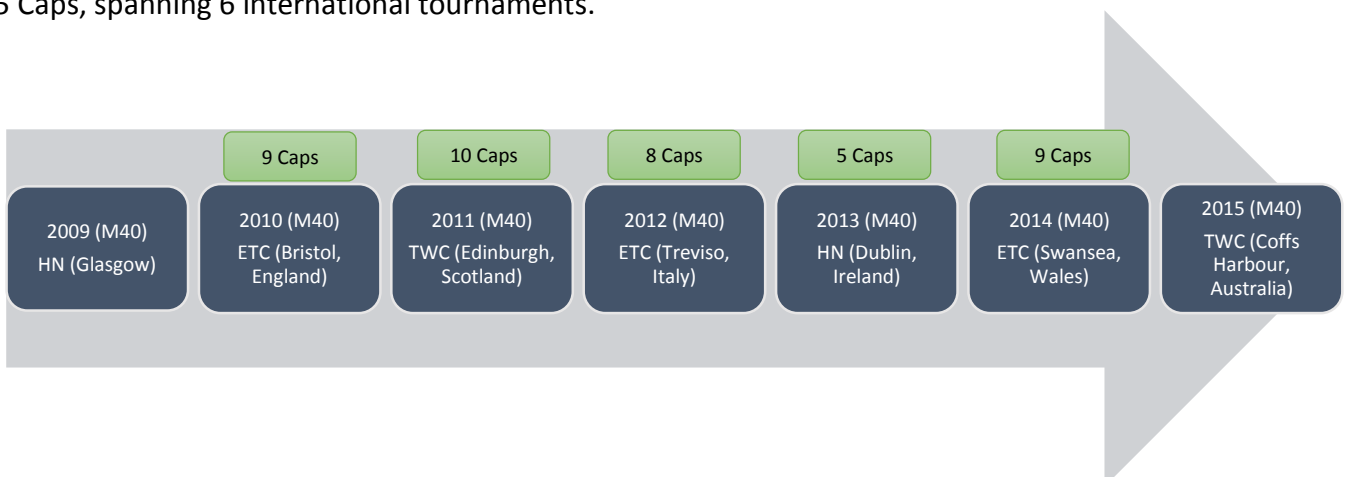 5 Caps, spanning 6 international tournaments.
9 Caps
10 Caps
8 Caps
5 Caps
9 Caps
2009 (M40)
HN (Glasgow)
2010 (M40)
ETC (Bristol,
England)
2011 (M40)
TWC (Edinburgh,
Scotland)
2012 (M40)
ETC (Treviso,
Italy)
2013 (M40)
HN (Dublin,
Ireland)
2014 (M40)
ETC (Swansea,
Wales)
2015 (M40)
TWC (Coffs
Harbour,
Australia)